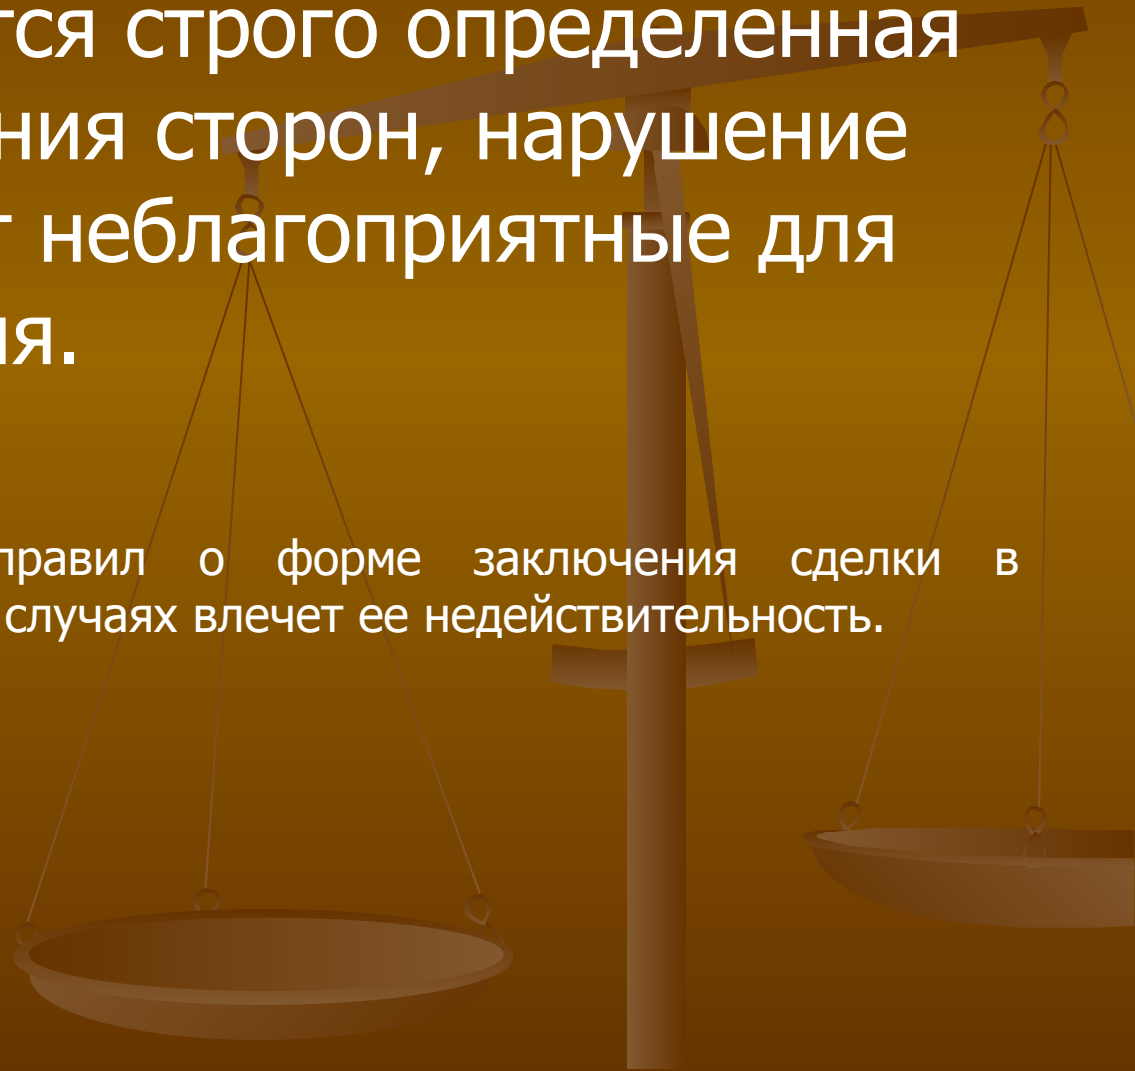 тся строго определенная
ния сторон, нарушение
т неблагоприятные для
ия.
правил о форме заключения сделки в
случаях влечет ее недействительность.